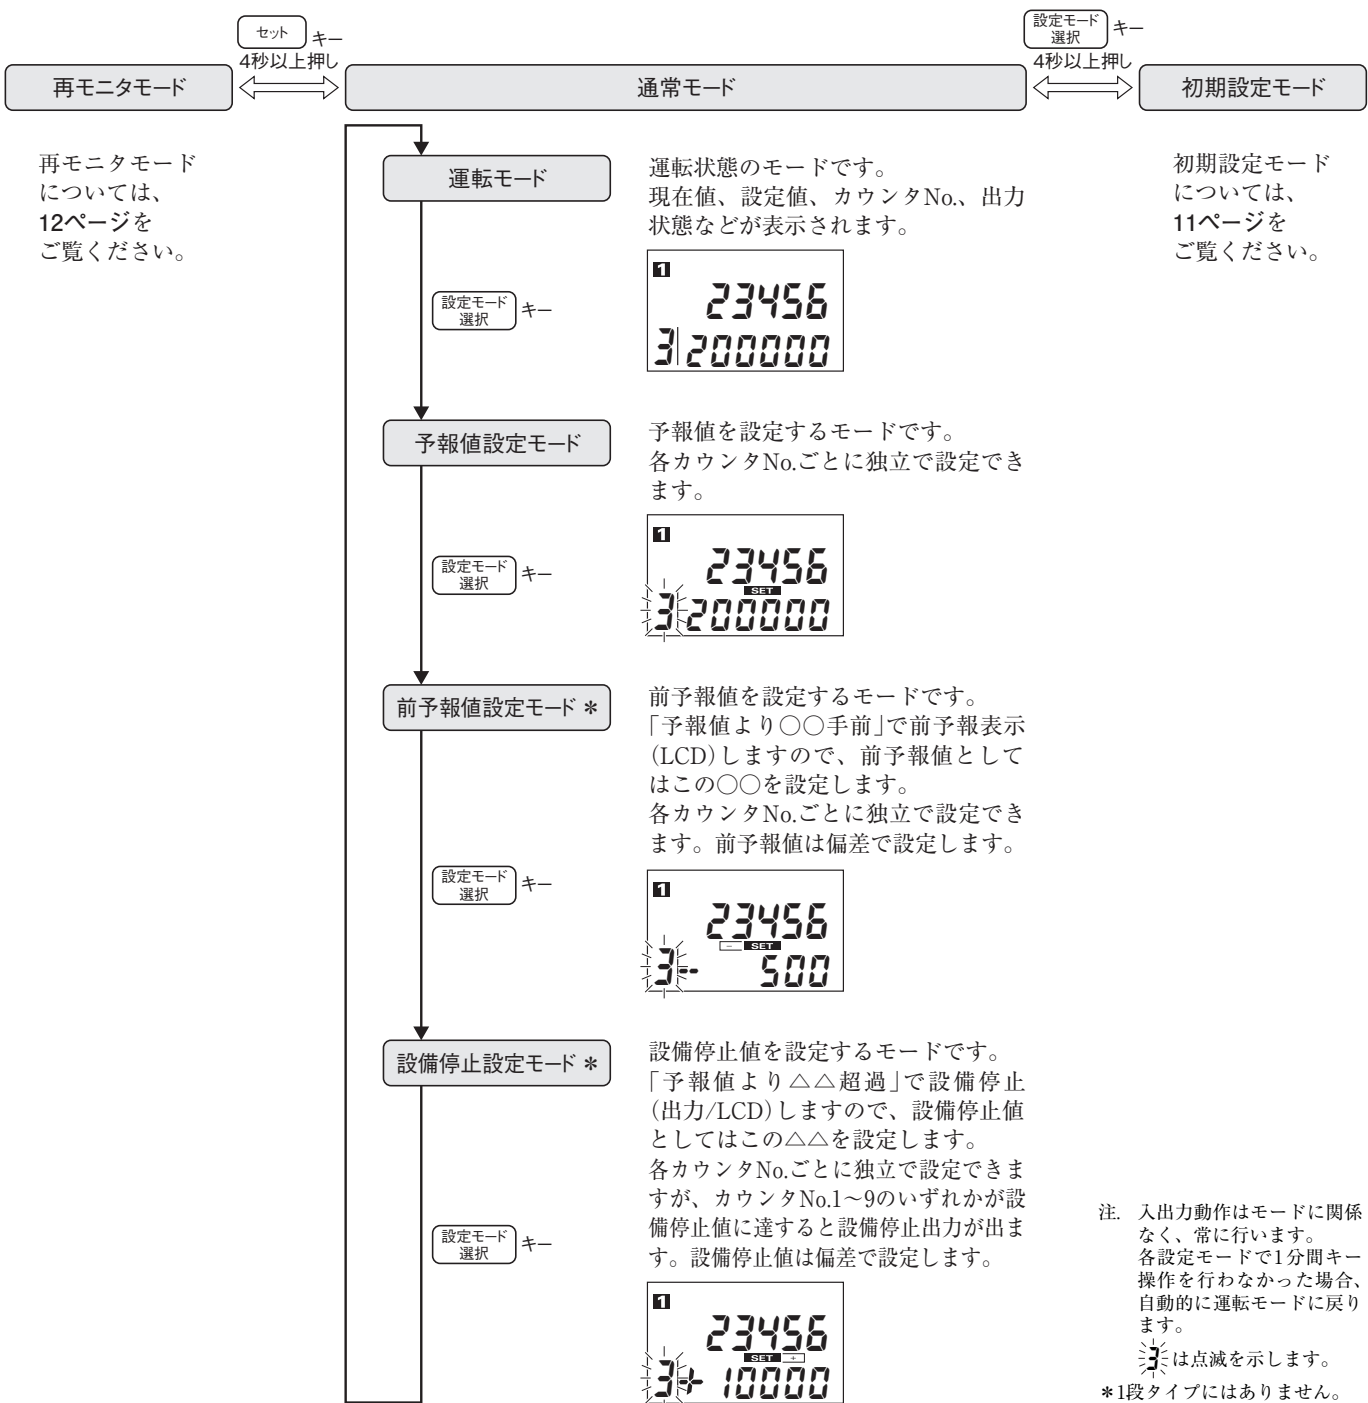 セット キー
4秒以上押し
設定モード
選択 キー
4秒以上押し
再モニタモード
通常モード
初期設定モード
再モニタモード
については、
12ページを
ご覧ください。
運転モード
運転状態のモードです。
現在値、設定値、カウンタNo.、出力
状態などが表示されます。
初期設定モード
については、
11ページを
ご覧ください。
設定モード
選択 キー
1
23456
3 200000
予報値設定モード
予報値を設定するモードです。
各カウンタNo.ごとに独立で設定でき
ます。
設定モード
選択 キー
1
23456
SET
3 200000
前予報値設定モード *
前予報値を設定するモードです。
「予報値より○○手前」で前予報表示
(LCD)しますので、前予報値として
はこの○○を設定します。
各カウンタNo.ごとに独立で設定でき
ます。前予報値は偏差で設定します。
設定モード
選択 キー
1
23456
− SET
3-- 500
設備停止設定モード *
設備停止値を設定するモードです。
「予報値より△△超過」で設備停止
(出力/LCD)しますので、設備停止値
としてはこの△△を設定します。
各カウンタNo.ごとに独立で設定できま
すが、カウンタNo.1〜9のいずれかが設
備停止値に達すると設備停止出力が出ま
す。設備停止値は偏差で設定します。
設定モード
選択 キー
1
23456
SET +
3+ 10000
注. 入出力動作はモードに関係
なく、常に行います。
各設定モードで1分間キー
操作を行わなかった場合、
自動的に運転モードに戻り
ます。
3は点滅を示します。
*1段タイプにはありません。